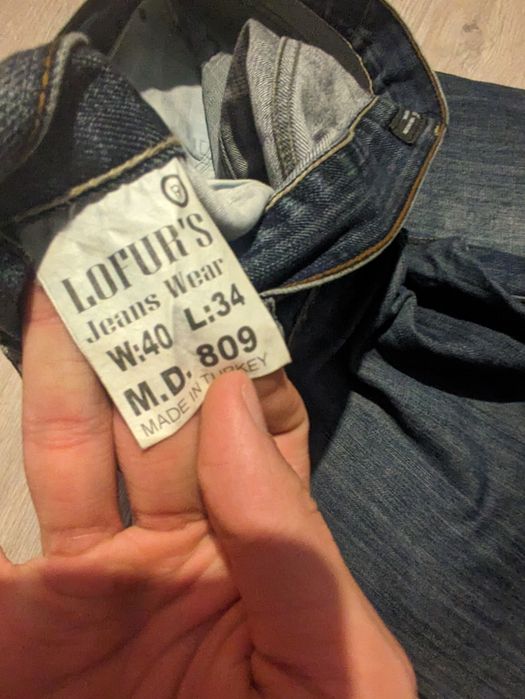 R
LOFUR'S
Jeans Wear
W:40 L:34
M.D. 809
MADE IN TURKEY